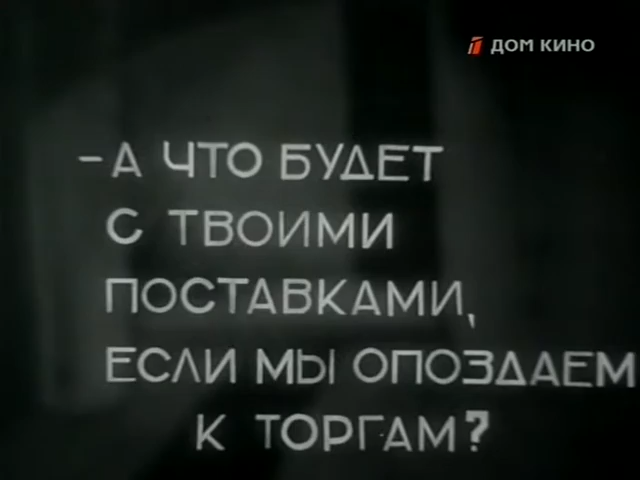 ДОМ КИНО
– А ЧТО БУДЕТ
С ТВОИМИ
ПОСТАВКАМИ,
ЕСЛИ МЫ ОПОЗДАЕМ
К ТОРГАМ?